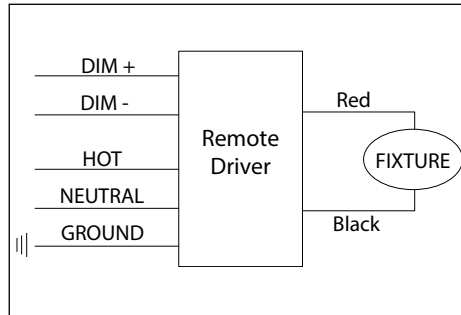 DIM +
DIM -
HOT
NEUTRAL
GROUND
Remote
Driver
Red
FIXTURE
Black